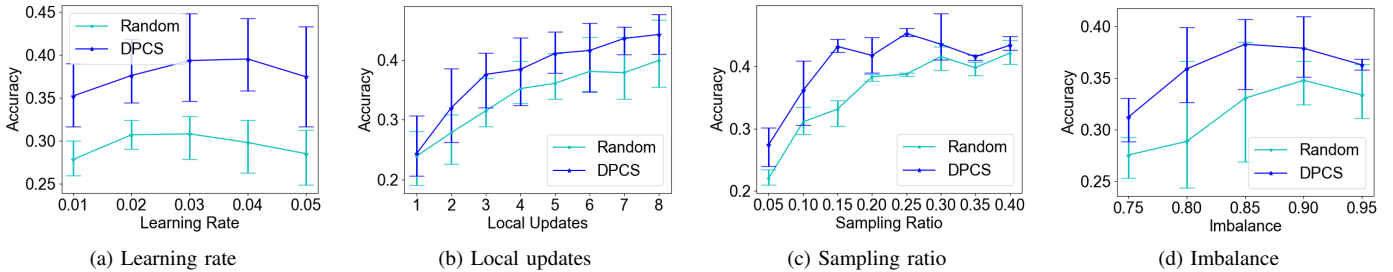 Accuracy
0.45
0.40
0.35
0.30
0.25
Random
DPCS
0.01 0.02 0.03 0.04 0.05
Learning Rate
(a) Learning rate
Accuracy
0.4
0.3
0.2
Random
DPCS
1 2 3 4 5 6 7 8
Local Updates
(b) Local updates
Accuracy
0.4
0.3
0.2
Random
DPCS
0.05 0.10 0.15 0.20 0.25 0.30 0.35 0.40
Sampling Ratio
(c) Sampling ratio
Accuracy
0.40
0.35
0.30
0.25
Random
DPCS
0.75 0.80 0.85 0.90 0.95
Imbalance
(d) Imbalance